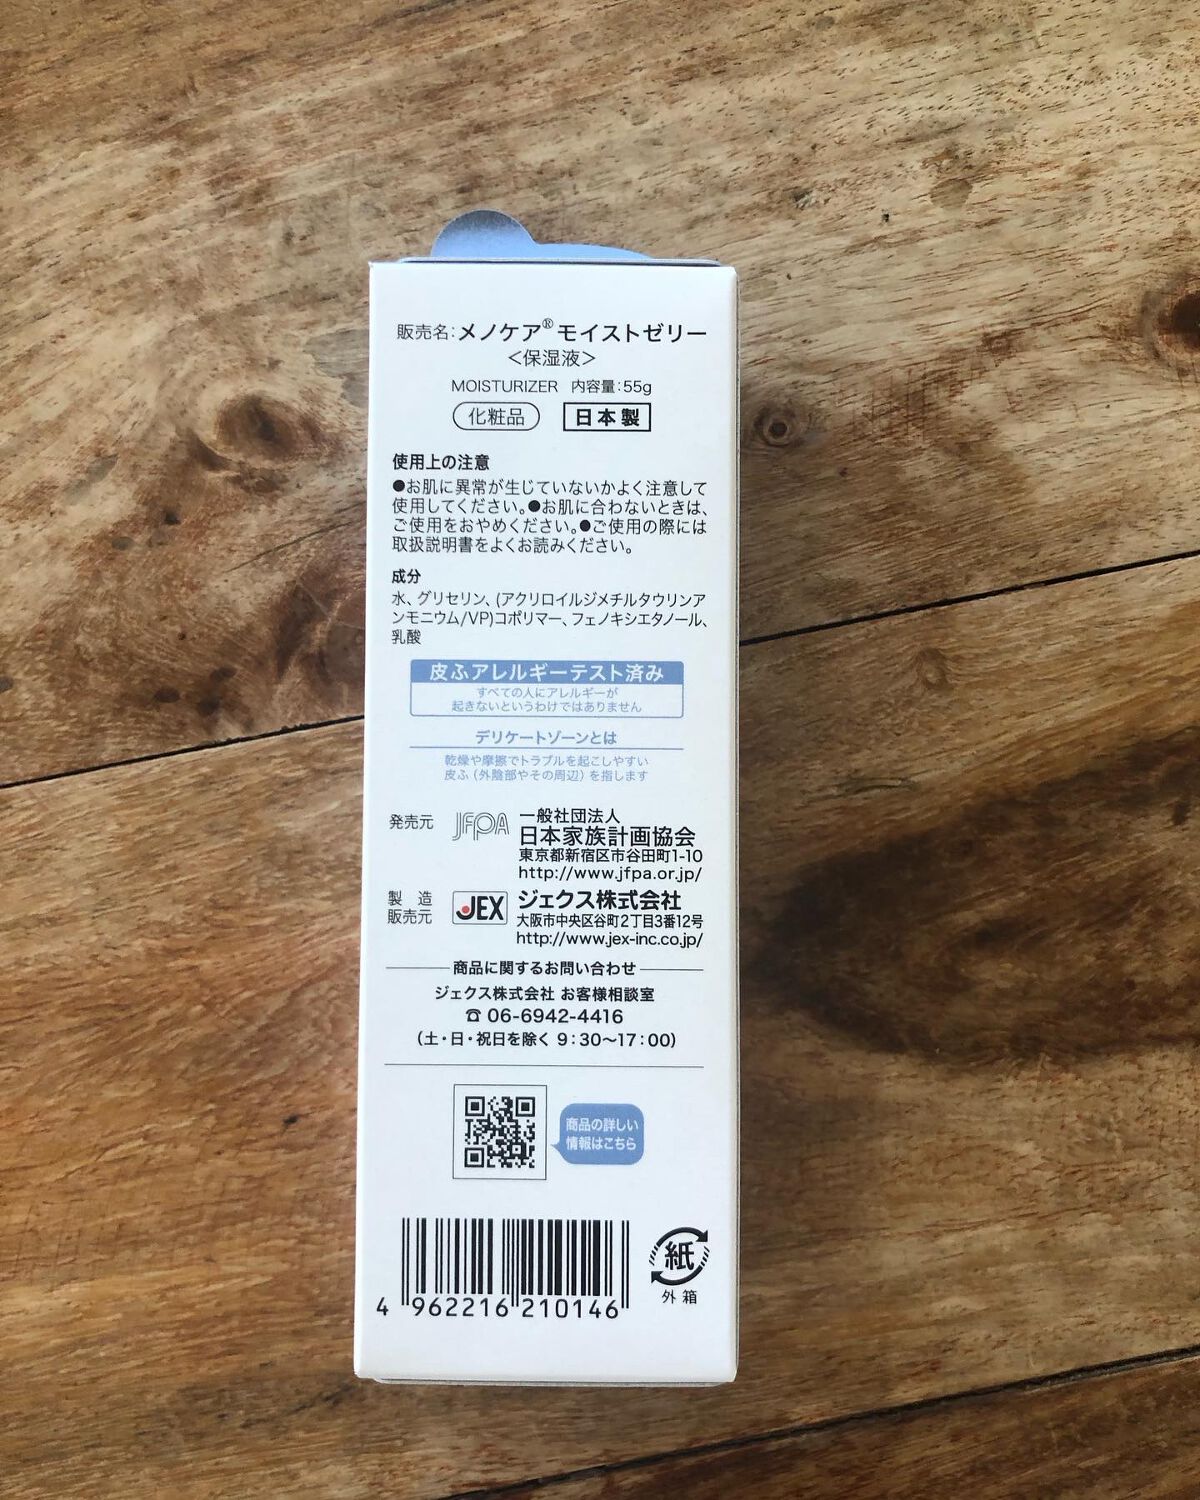 販売名:メノケア®モイストゼリー
<保湿液>
MOISTURIZER 内容量:55g
化粧品 日本製
使用上の注意
●お肌に異常が生じていないかよく注意して
使用してください。●お肌に合わないときは、
ご使用をおやめください。●ご使用の際には
取扱説明書をよくお読みください。
成分
水、グリセリン、(アクリロイルジメチルタウリンア
ンモニウム/VP)コポリマー、フェノキシエタノール、
乳酸
皮ふアレルギーテスト済み
すべての人にアレルギーが
起きないというわけではありません
デリケートゾーンとは
乾燥や摩擦でトラブルを起こしやすい
皮ふ(外陰部やその周辺)を指します
発売元 JFPA 一般社団法人
日本家族計画協会
東京都新宿区市谷田町1-10
http://www.jfpa.or.jp/
製造
販売元 JEX ジェクス株式会社
大阪市中央区谷町2丁目3番12号
http://www.jex-inc.co.jp/
商品に関するお問い合わせ
ジェクス株式会社 お客様相談室
☎ 06-6942-4416
(土・日・祝日を除く 9:30~17:00)
商品の詳しい
情報はこちら
紙
外箱
4 962216 210146